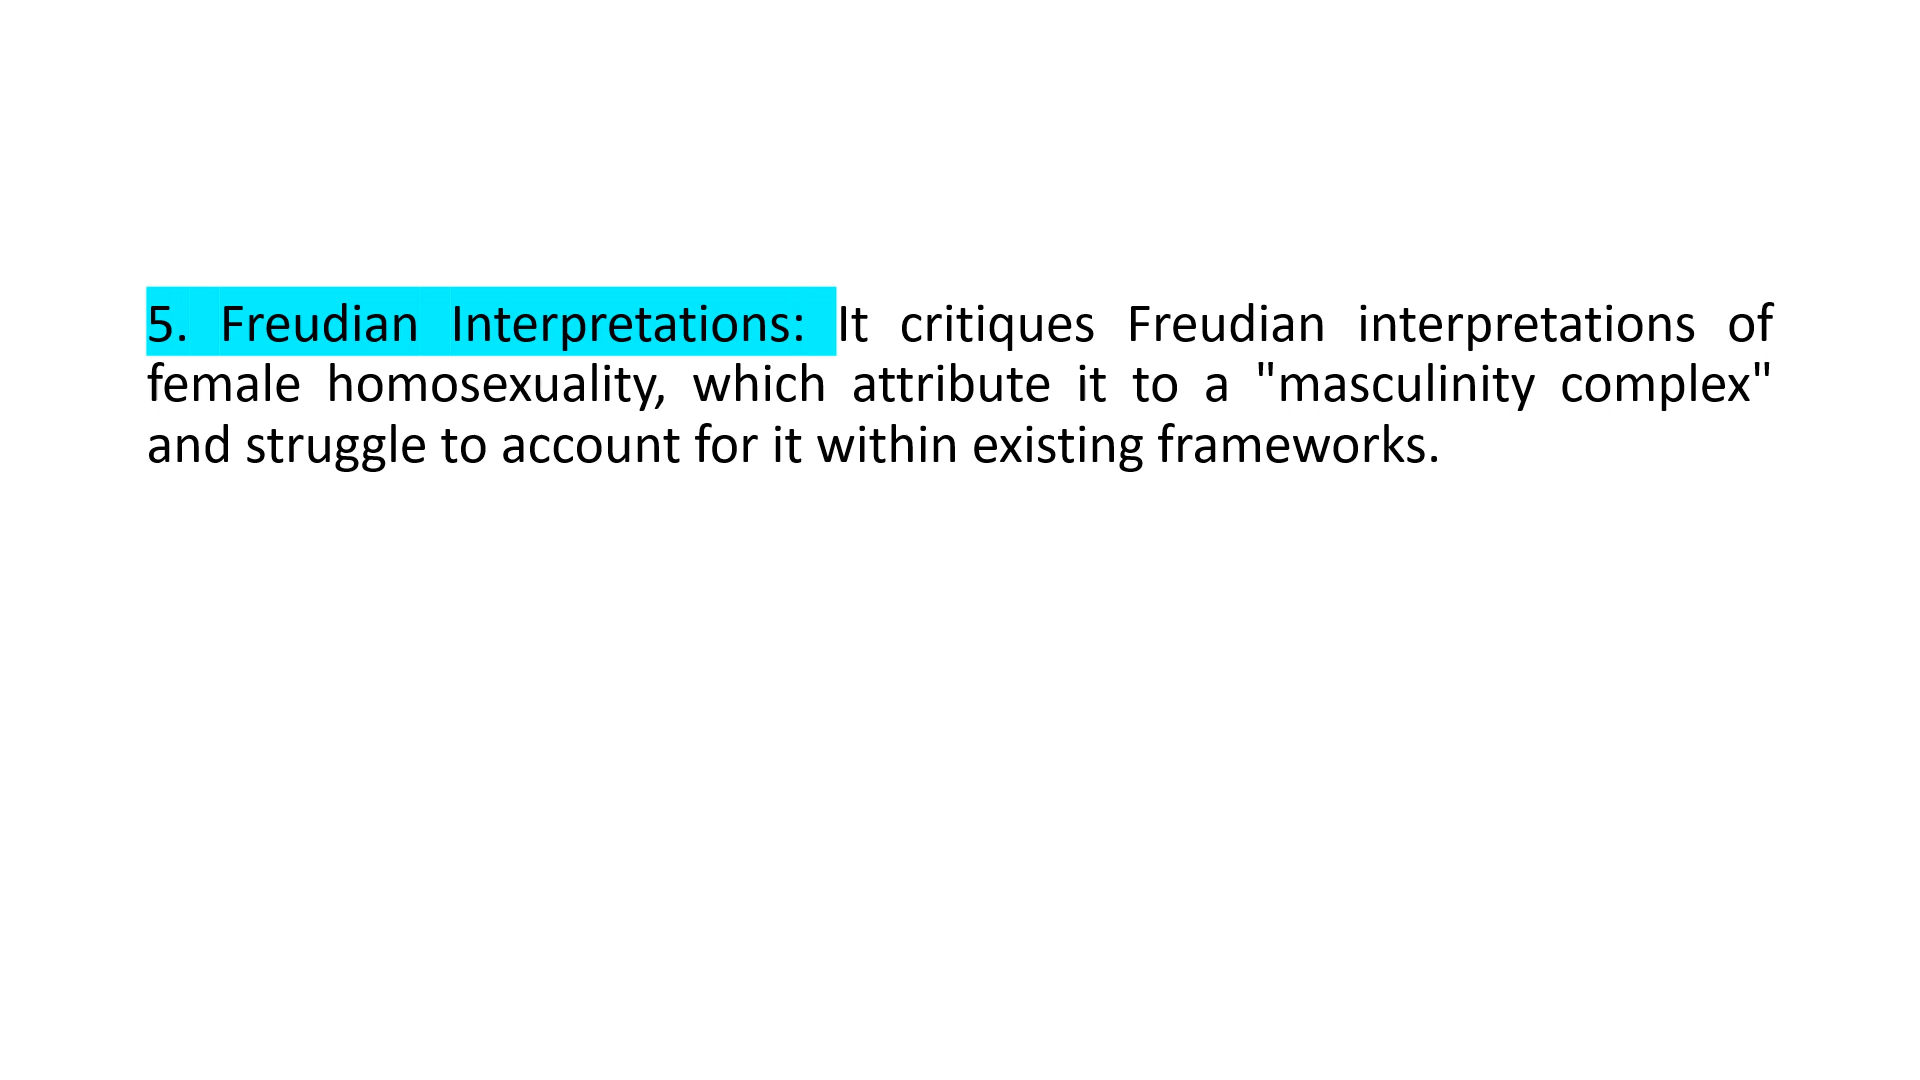 5. Freudian Interpretations: It critiques Freudian interpretations of
female homosexuality, which attribute it to a "masculinity complex"
and struggle to account for it within existing frameworks.